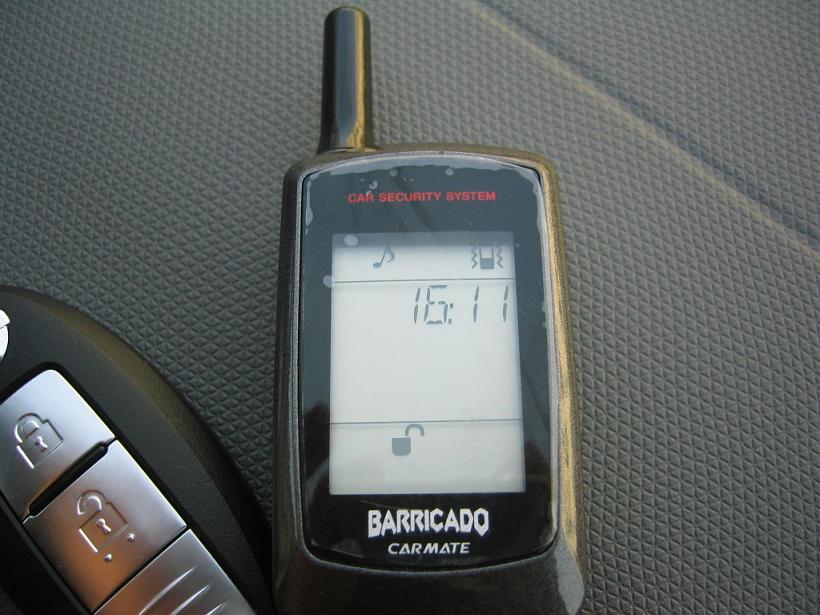 CAR SECURITY SYSTEM
16:11
BARRICADO
CARMATE